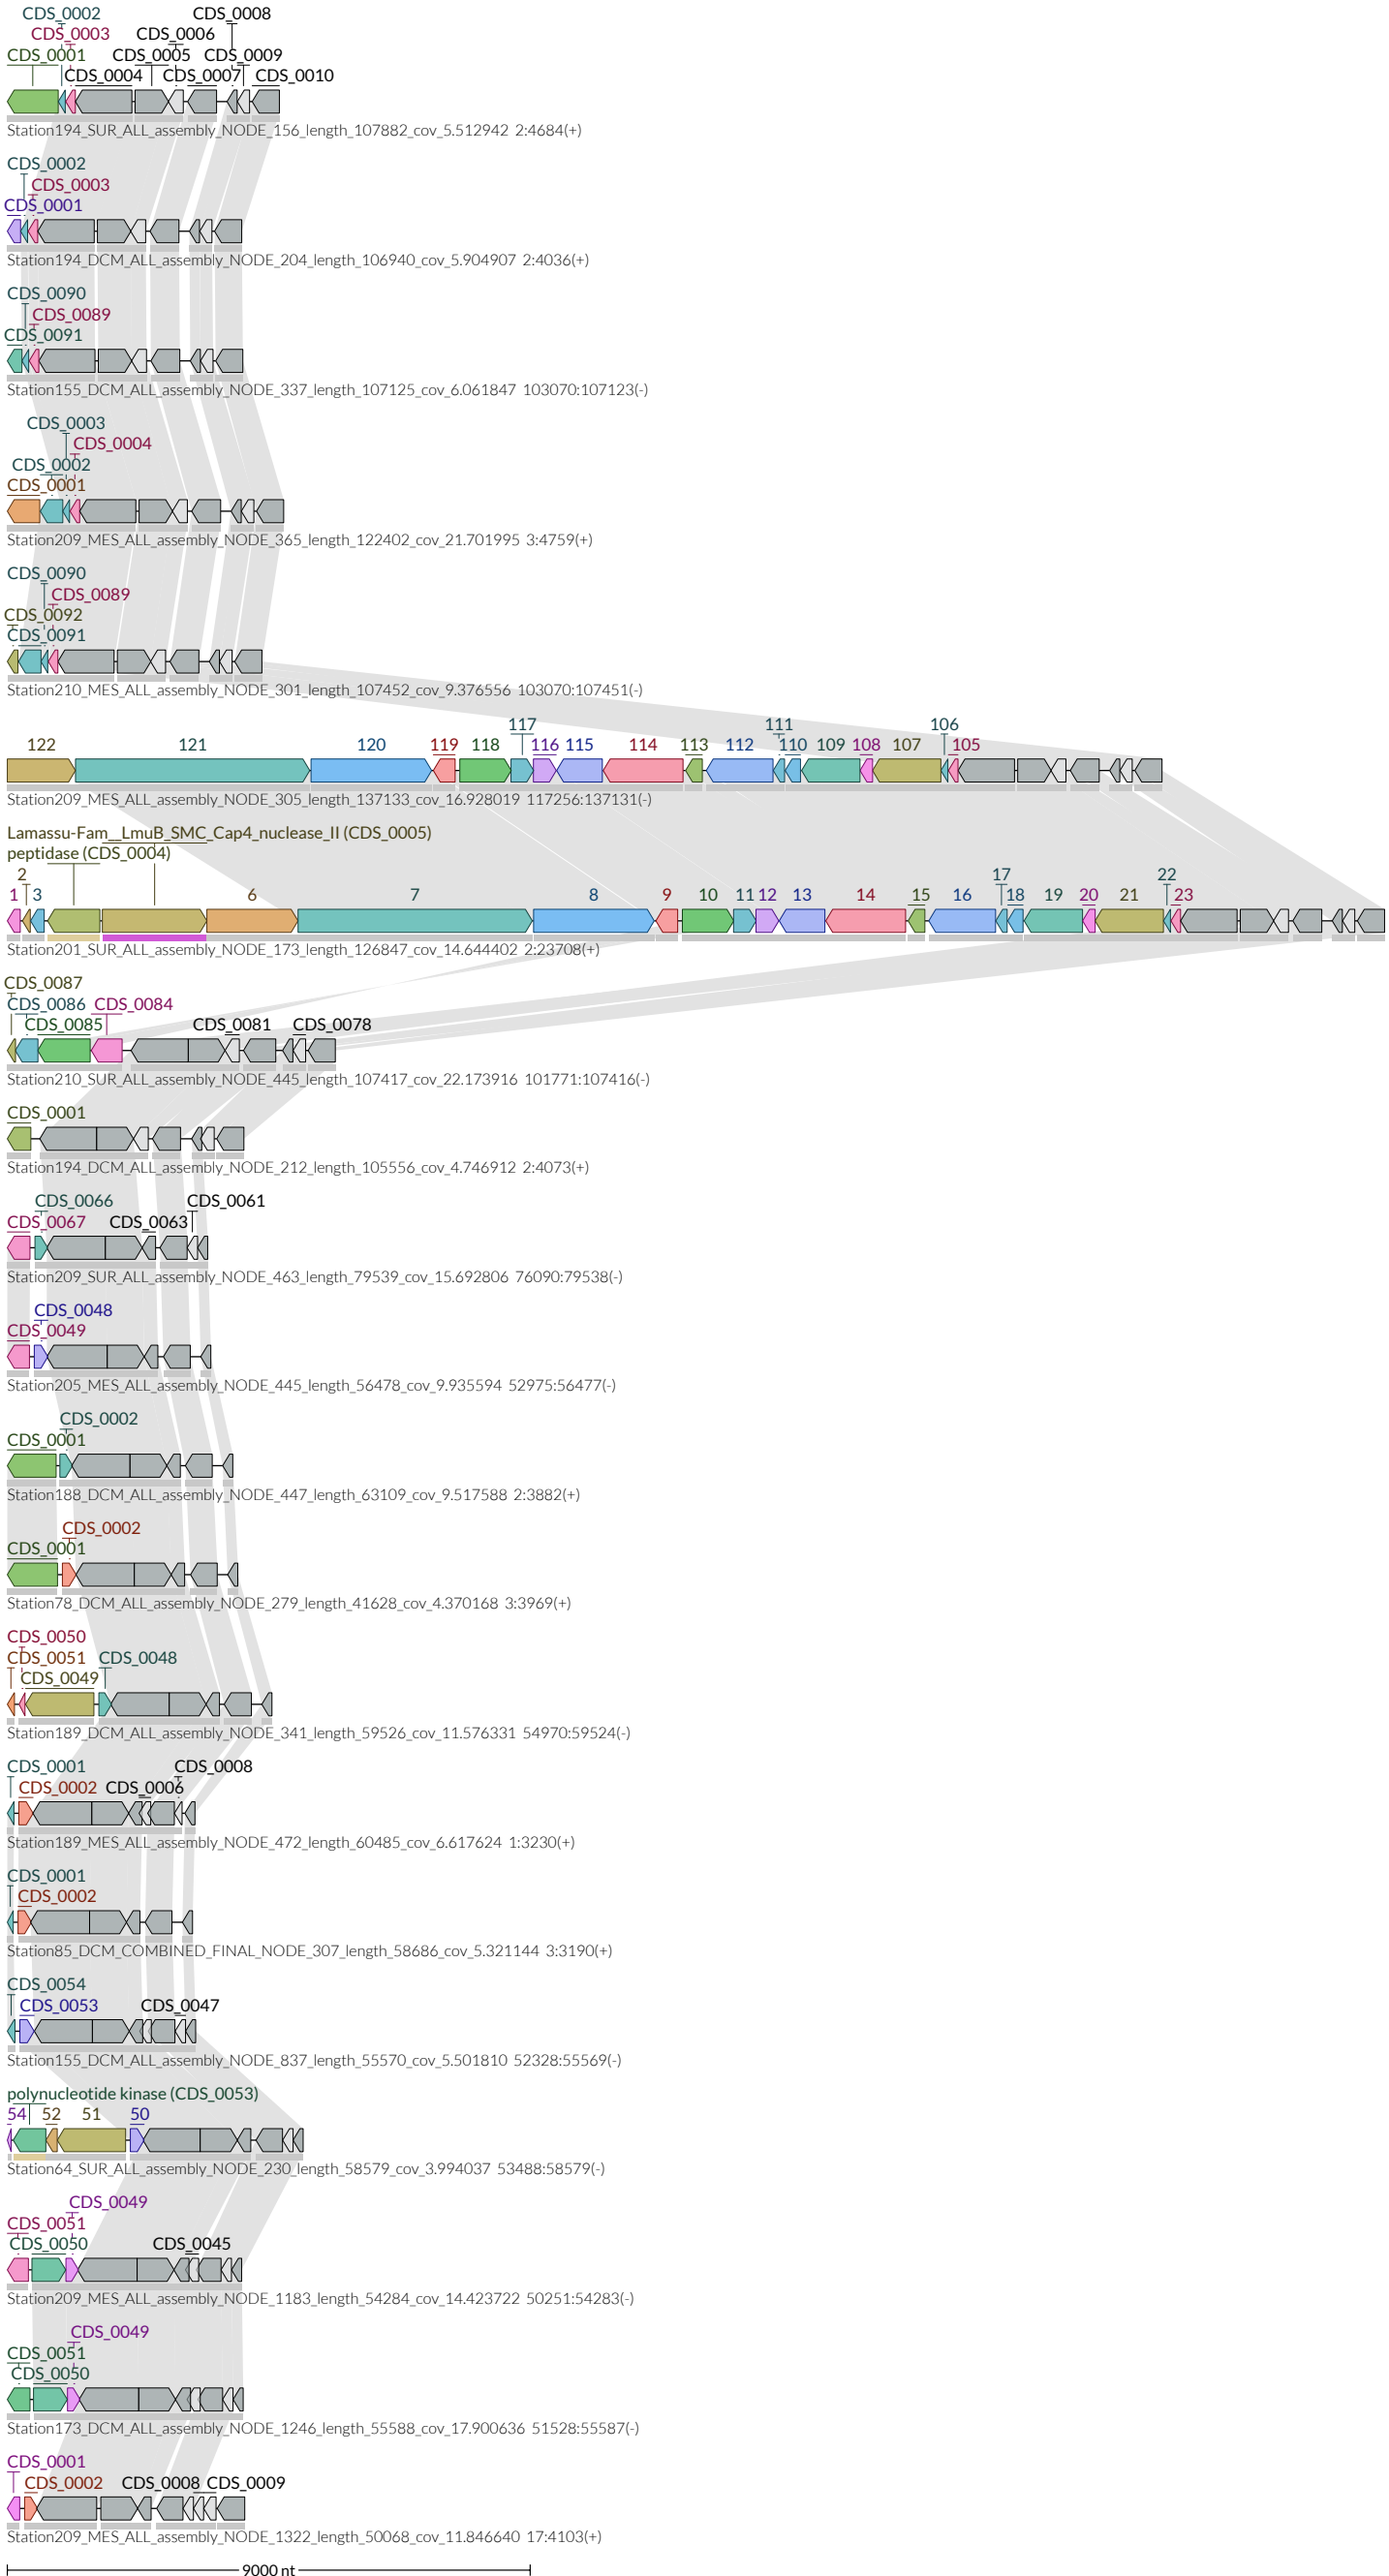 CDS_0002 CDS_0008
CDS_0003 CDS_0006
CDS_0001 CDS_0005 CDS_0009
CDS_0004 CDS_0007 CDS_0010
Station194_SUR_ALL_assembly_NODE_156_length_107882_cov_5.512942 2:4684(+)
CDS_0002
CDS_0003
CDS_0001
Station194_DCM_ALL_assembly_NODE_204_length_106940_cov_5.904907 2:4036(+)
CDS_0090
CDS_0089
CDS_0091
Station155_DCM_ALL_assembly_NODE_337_length_107125_cov_6.061847 103070:107123(-)
CDS_0003
CDS_0004
CDS_0002
CDS_0001
Station209_MES_ALL_assembly_NODE_365_length_122402_cov_21.701995 3:4759(+)
CDS_0090
CDS_0089
CDS_0092
CDS_0091
Station210_MES_ALL_assembly_NODE_301_length_107452_cov_9.376556 103070:107451(-)
117 111 106
122 121 120 119 118 116 115 114 113 112 110 109 108 107 105
Station209_MES_ALL_assembly_NODE_305_length_137133_cov_16.928019 117256:137131(-)
Lamassu-Fam__LmuB_SMC_Cap4_nuclease_II (CDS_0005)
peptidase (CDS_0004)
2 17 22
1 3 6 7 8 9 10 11 12 13 14 15 16 18 19 20 21 23
Station201_SUR_ALL_assembly_NODE_173_length_126847_cov_14.644402 2:23708(+)
CDS_0087
CDS_0086 CDS_0084
CDS_0085 CDS_0081 CDS_0078
Station210_SUR_ALL_assembly_NODE_445_length_107417_cov_22.173916 101771:107416(-)
CDS_0001
Station194_DCM_ALL_assembly_NODE_212_length_105556_cov_4.746912 2:4073(+)
CDS_0066 CDS_0061
CDS_0067 CDS_0063
Station209_SUR_ALL_assembly_NODE_463_length_79539_cov_15.692806 76090:79538(-)
CDS_0048
CDS_0049
Station205_MES_ALL_assembly_NODE_445_length_56478_cov_9.935594 52975:56477(-)
CDS_0002
CDS_0001
Station188_DCM_ALL_assembly_NODE_447_length_63109_cov_9.517588 2:3882(+)
CDS_0002
CDS_0001
Station78_DCM_ALL_assembly_NODE_279_length_41628_cov_4.370168 3:3969(+)
CDS_0050
CDS_0051 CDS_0048
CDS_0049
Station189_DCM_ALL_assembly_NODE_341_length_59526_cov_11.576331 54970:59524(-)
CDS_0001 CDS_0008
CDS_0002 CDS_0006
Station189_MES_ALL_assembly_NODE_472_length_60485_cov_6.617624 1:3230(+)
CDS_0001
CDS_0002
Station85_DCM_COMBINED_FINAL_NODE_307_length_58686_cov_5.321144 3:3190(+)
CDS_0054
CDS_0053 CDS_0047
Station155_DCM_ALL_assembly_NODE_837_length_55570_cov_5.501810 52328:55569(-)
polynucleotide kinase (CDS_0053)
54 52 51 50
Station64_SUR_ALL_assembly_NODE_230_length_58579_cov_3.994037 53488:58579(-)
CDS_0049
CDS_0051
CDS_0050 CDS_0045
Station209_MES_ALL_assembly_NODE_1183_length_54284_cov_14.423722 50251:54283(-)
CDS_0049
CDS_0051
CDS_0050
Station173_DCM_ALL_assembly_NODE_1246_length_55588_cov_17.900636 51528:55587(-)
CDS_0001
CDS_0002 CDS_0008 CDS_0009
Station209_MES_ALL_assembly_NODE_1322_length_50068_cov_11.846640 17:4103(+)
9000 nt